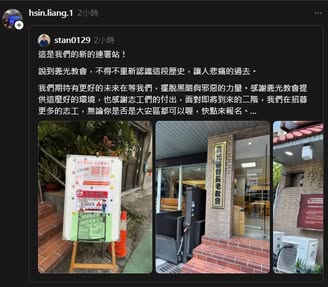 hsin.liang.1 2小時
stan0129 2小時
這是我們的新的連署站！
說到義光教會，不得不重新認識這段歷史，讓人悲痛的過去。
我們期待有更好的未來在等我們，擺脫黑暗與邪惡的力量。感謝義光教會提
供這麼好的環境，也感謝志工們的付出，面對即將到來的二階，我們在招募
更多的志工，無論你是否是大安區都可以喔，快點來報名。...